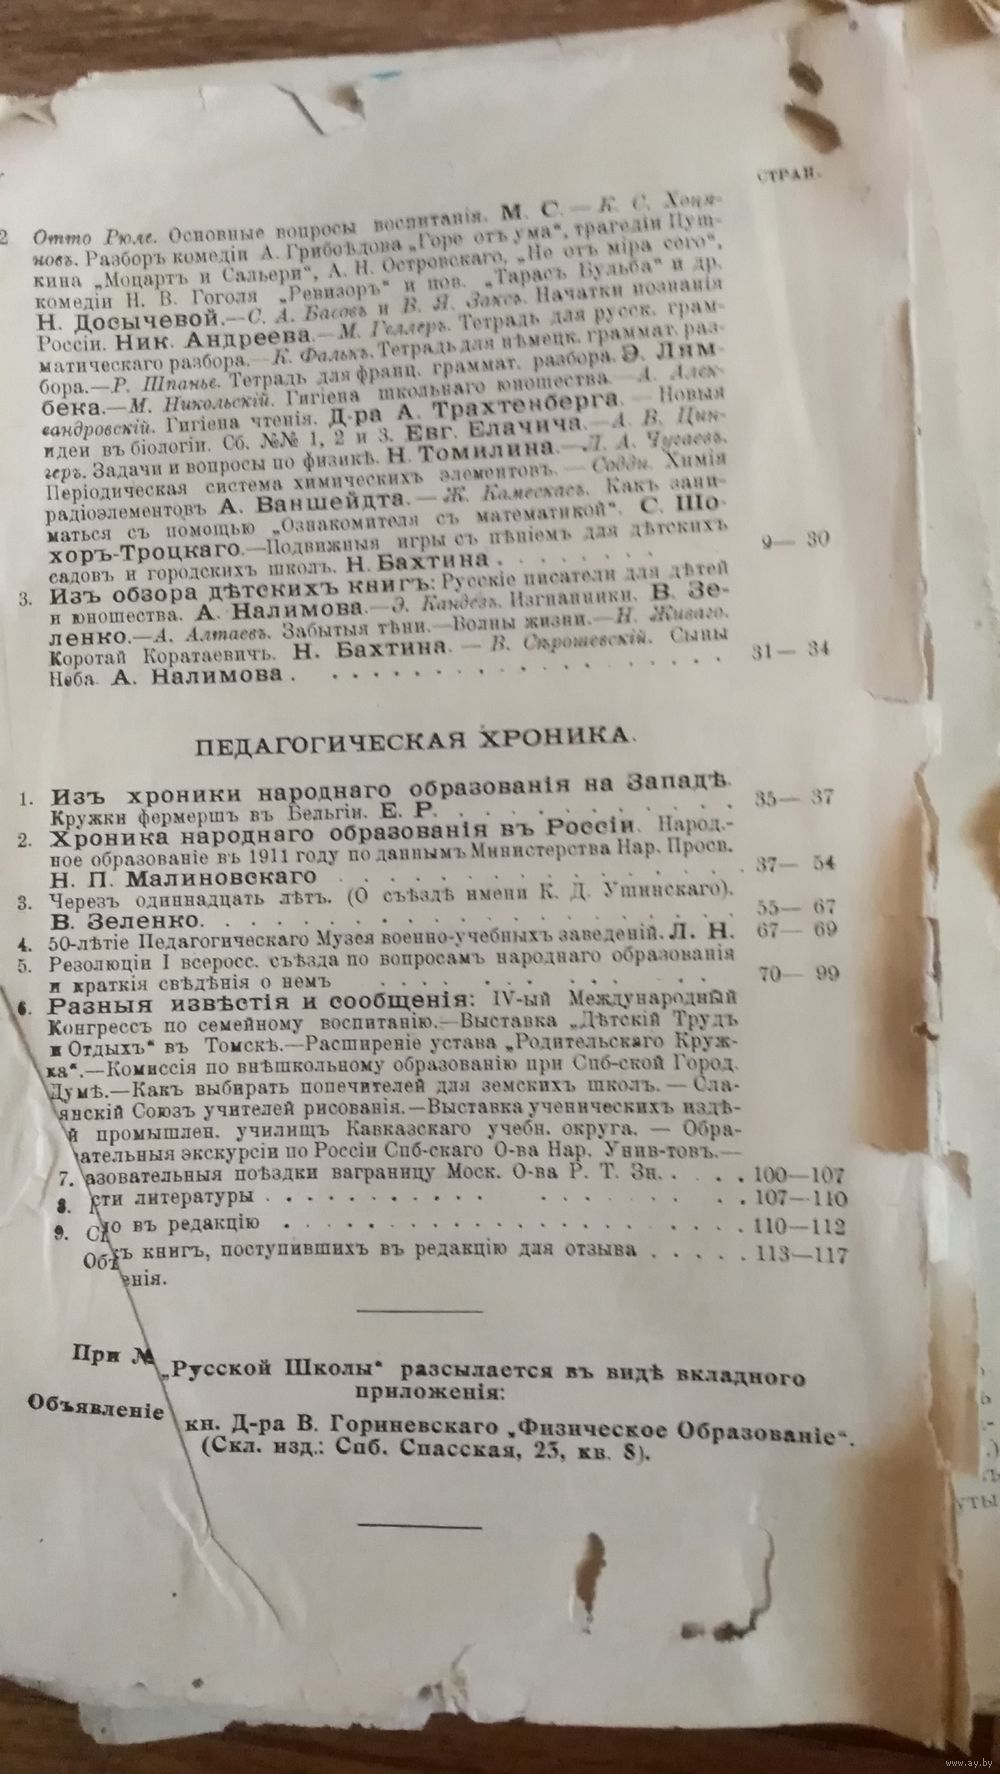 СТРАН.
2 Отто Рюле. Основные вопросы воспитанія. М. С. — К. С. Хоця-
новъ. Разборъ комедіи А. Грибоѣдова „Горе отъ ума“, трагедіи Пуш-
кина „Моцартъ и Сальери“, А. Н. Островскаго, „Не отъ міра сего“,
комедіи Н. В. Гоголя „Ревизоръ“ и пов. „Тарасъ Бульба“ и др.
Н. Досычевой.—С. А. Басовъ и В. Я. Заксъ. Начатки познанія
Россіи. Ник. Андреева.—М. Геллеръ. Тетрадь для русск. грам-
матическаго разбора.—К. Фалькъ. Тетрадь для нѣмецк. граммат. раз-
бора.—Р. Шпанье. Тетрадь для франц. граммат. разбора. Э. Лям-
бека.—М. Никольскій. Гигіена школьнаго юношества.—А. Алек-
сандровскій. Гигіена чтенія. Д-ра А. Трахтенберга. — Новыя
идеи въ біологіи. Сб. №№ 1, 2 и 3. Евг. Елачича.—А. В. Цин-
геръ. Задачи и вопросы по физикѣ. Н. Томилина.—Л. А. Чугаевъ.
Періодическая система химическихъ элементовъ. — Содди. Химія
радіоэлементовъ А. Ваншейдта.—Ж. Камескасъ. Какъ зани-
маться съ помощью „Ознакомителя съ математикой“. С. Шо-
хоръ-Троцкаго.—Подвижныя игры съ пѣніемъ для дѣтскихъ
садовъ и городскихъ школъ. Н. Бахтина . . . . . . . 9— 30
3. Изъ обзора дѣтскихъ книгъ: Русскіе писатели для дѣтей
и юношества. А. Налимова.—Э. Кандезъ. Изгнанники. В. Зе-
ленко.—А. Алтаевъ. Забытыя тѣни.—Волны жизни.—Н. Живаго.
Коротай Коратаевичъ. Н. Бахтина. — В. Сѣрошевскій. Сыны
Неба. А. Налимова . . . . . . . . . . . . . . . 31— 34
ПЕДАГОГИЧЕСКАЯ ХРОНИКА.
1. Изъ хроники народнаго образованія на Западѣ.
Кружки фермершъ въ Бельгіи. Е. Р. . . . . . . . . . 35— 37
2. Хроника народнаго образованія въ Россіи. Народ.-
ное образованіе въ 1911 году по даннымъ Министерства Нар. Просв.
Н. П. Малиновскаго . . . . . . . . . . . . . . 37— 54
3. Черезъ одиннадцать лѣтъ. (О съѣздѣ имени К. Д. Ушинскаго).
В. Зеленко. . . . . . . . . . . . . . . . . . . 55— 67
4. 50-лѣтіе Педагогическаго Музея военно-учебныхъ заведеній. Л. Н. 67— 69
5. Резолюціи I всеросс. съѣзда по вопросамъ народнаго образованія
и краткія свѣдѣнія о немъ . . . . . . . . . . 70— 99
6. Разныя извѣстія и сообщенія: IV-ый Международный
Конгрессъ по семейному воспитанію.—Выставка „Дѣтскій Трудъ
и Отдыхъ“ въ Томскѣ.—Расширеніе устава „Родительскаго Круж-
ка“.—Комиссія по внѣшкольному образованію при Спб-ской Город.
Думѣ.—Какъ выбирать попечителей для земскихъ школъ. — Сла-
янскій Союзъ учителей рисованія.—Выставка ученическихъ издѣ-
й промышлен. училищъ Кавказскаго учебн. округа. — Обра-
ательныя экскурсіи по Россіи Спб-скаго О-ва Нар. Унив-товъ.—
азовательныя поѣздки заграницу Моск. О-ва Р. Т. Зн. . . . . 100—107
7. сти литературы . . . . . . . . . . . . . . 107—110
8. о въ редакцію . . . . . . . . . . . . . . . . 110—112
9. Сп къ книгъ, поступившихъ въ редакцію для отзыва . . . . . 113—117
Объ енія.
При № „Русской Школы“ разсылается въ видѣ вкладного
приложенія:
Объявленіе кн. Д-ра В. Гориневскаго „Физическое Образованіе“.
(Скл. изд.: Спб. Спасская, 23, кв. 8).
уты
www.ay.by